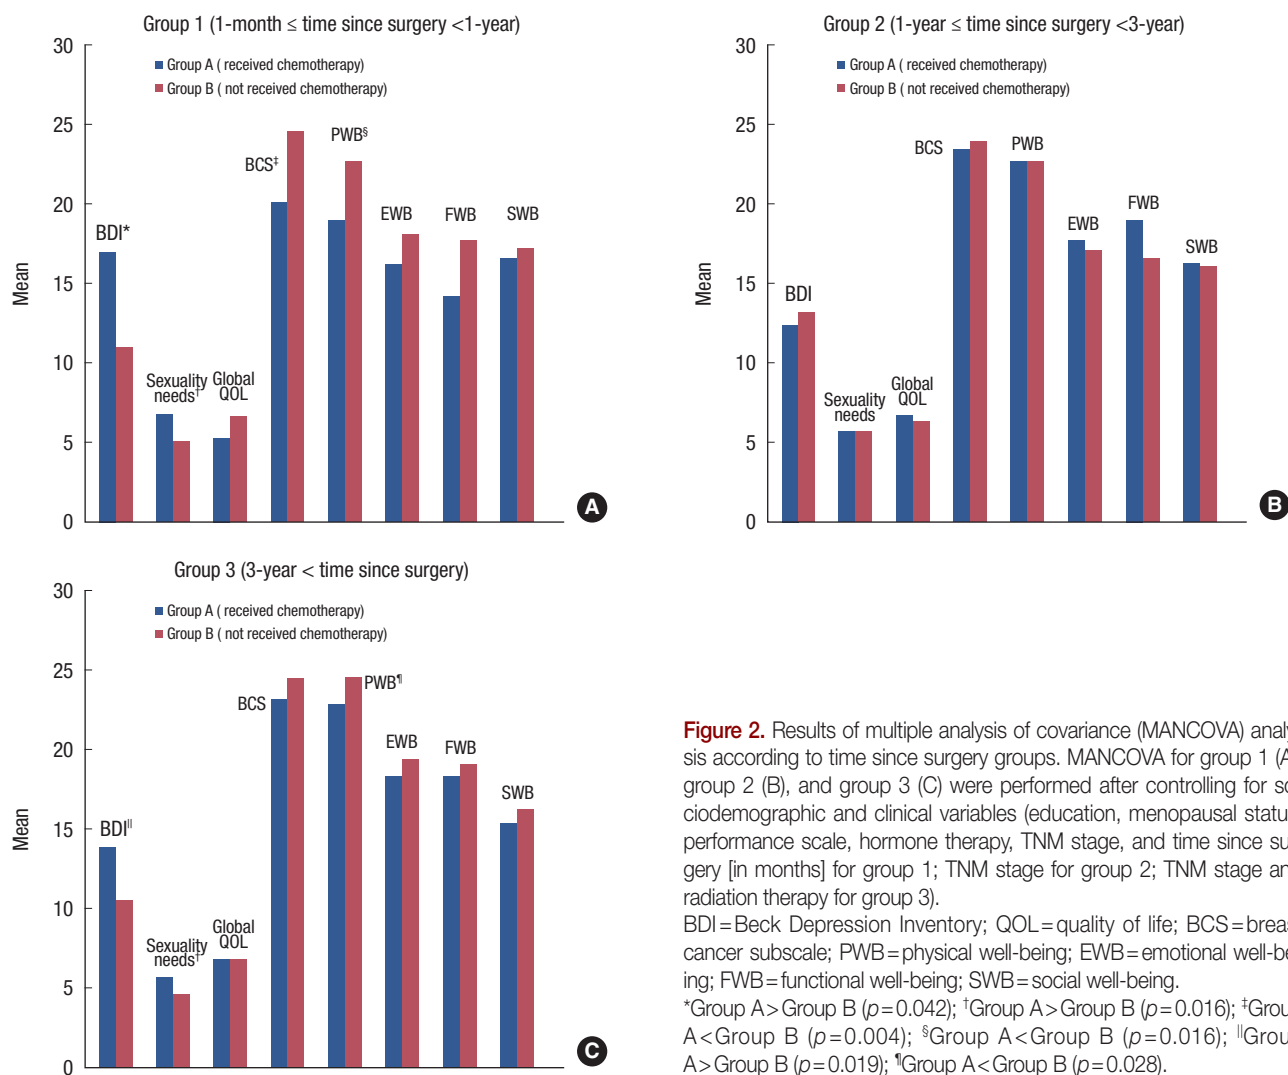 Group 1 (1-month ≤ time since surgery <1-year)
30
25
20
15
10
5
0
Mean
Group A ( received chemotherapy)
Group B ( not received chemotherapy)
BDI*
Sexuality
needs†
Global
QOL
BCS‡
PWB§
EWB
FWB
SWB
A
Group 2 (1-year ≤ time since surgery <3-year)
30
25
20
15
10
5
0
Mean
Group A ( received chemotherapy)
Group B ( not received chemotherapy)
BDI
Sexuality
needs
Global
QOL
BCS
PWB
EWB
FWB
SWB
B
Group 3 (3-year < time since surgery)
30
25
20
15
10
5
0
Mean
Group A ( received chemotherapy)
Group B ( not received chemotherapy)
BDI||
Sexuality
needs†
Global
QOL
BCS
PWB¶
EWB
FWB
SWB
C
Figure 2. Results of multiple analysis of covariance (MANCOVA) analy
sis according to time since surgery groups. MANCOVA for group 1 (A
group 2 (B), and group 3 (C) were performed after controlling for so
ciodemographic and clinical variables (education, menopausal statu
performance scale, hormone therapy, TNM stage, and time since su
gery [in months] for group 1; TNM stage for group 2; TNM stage an
radiation therapy for group 3).
BDI=Beck Depression Inventory; QOL=quality of life; BCS=breas
cancer subscale; PWB=physical well-being; EWB=emotional well-be
ing; FWB=functional well-being; SWB=social well-being.
*Group A>Group B (p=0.042); †Group A>Group B (p=0.016); ‡Grou
A<Group B (p=0.004); §Group A<Group B (p=0.016); ||Grou
A>Group B (p=0.019); ¶Group A<Group B (p=0.028).